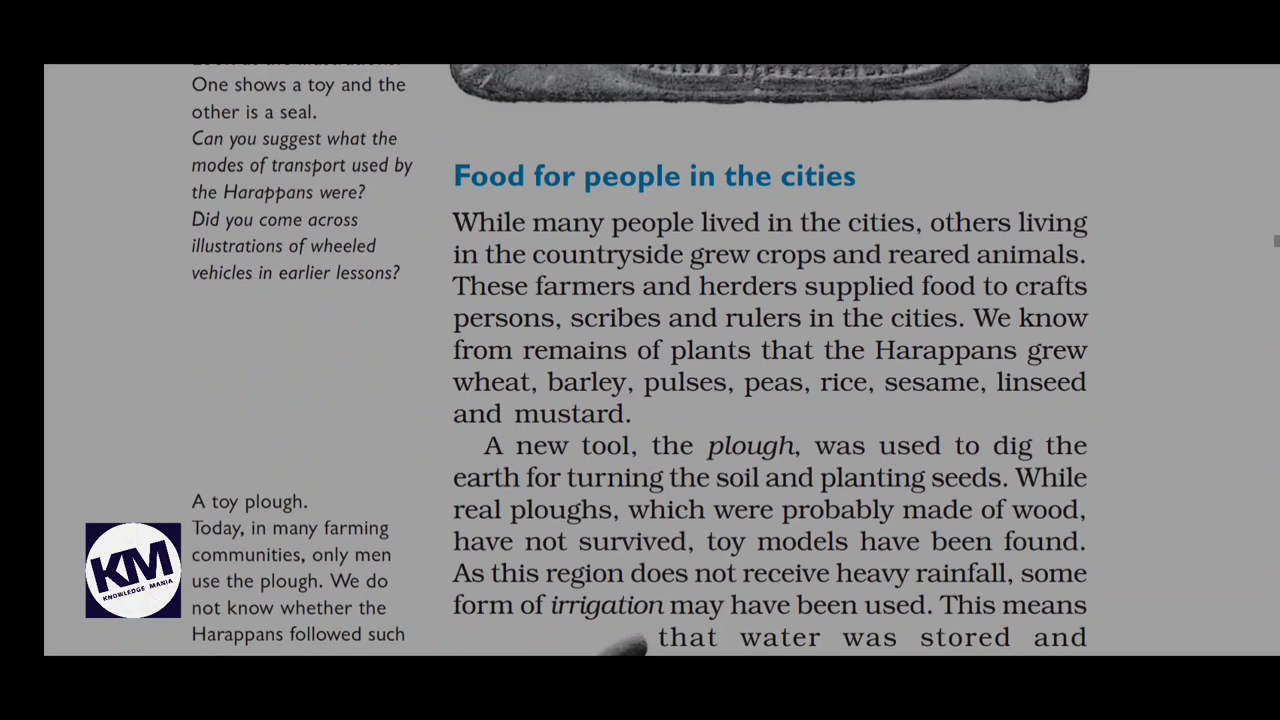 One shows a toy and the
other is a seal.
Can you suggest what the
modes of transport used by
the Harappans were?
Did you come across
illustrations of wheeled
vehicles in earlier lessons?
Food for people in the cities
While many people lived in the cities, others living
in the countryside grew crops and reared animals.
These farmers and herders supplied food to crafts
persons, scribes and rulers in the cities. We know
from remains of plants that the Harappans grew
wheat, barley, pulses, peas, rice, sesame, linseed
and mustard.
A new tool, the plough, was used to dig the
earth for turning the soil and planting seeds. While
real ploughs, which were probably made of wood,
have not survived, toy models have been found.
As this region does not receive heavy rainfall, some
form of irrigation may have been used. This means
that water was stored and
A toy plough.
Today, in many farming
communities, only men
use the plough. We do
not know whether the
Harappans followed such
KM
KNOWLEDGE MANIA